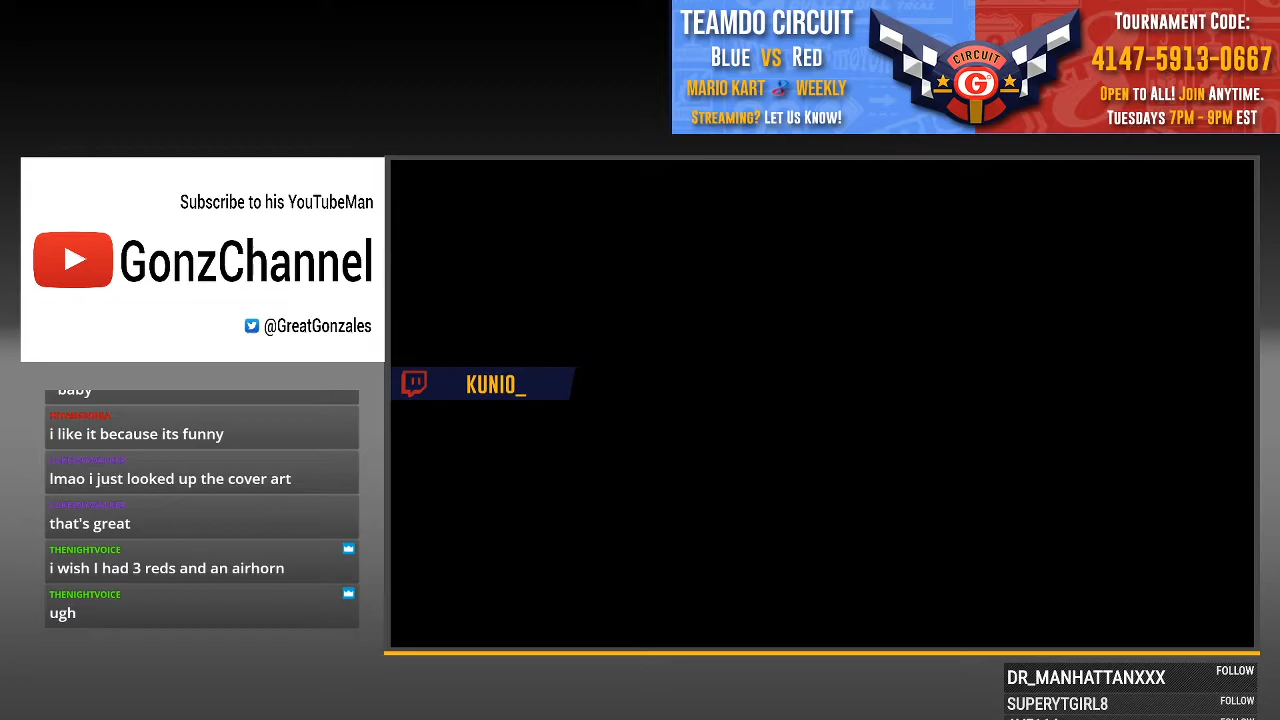 TEAMDO CIRCUIT
BLUE VS RED
MARIO KART 8 WEEKLY
STREAMING? LET US KNOW!
CIRCUIT
G
TOURNAMENT CODE:
4147-5913-0667
OPEN TO ALL! JOIN ANYTIME.
TUESDAYS 7PM - 9PM EST
Subscribe to his YouTubeMan
GonzChannel
@GreatGonzales
KUNIO_
baby
i like it because its funny
lmao i just looked up the cover art
that's great
THENIGHTVOICE
i wish I had 3 reds and an airhorn
THENIGHTVOICE
ugh
DR_MANHATTANXXX FOLLOW
SUPERYTGIRL8 FOLLOW